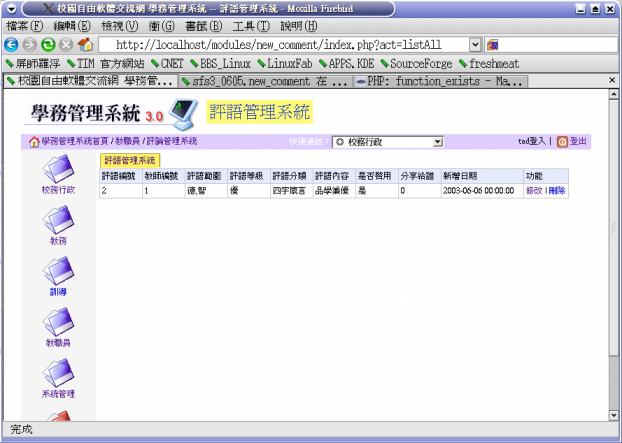 校園自由軟體交流網 學務管理系統 -- 評語管理系統 - Mozilla Firebird
檔案(F) 編輯(E) 檢視(V) 衝(G) 書籤(B) 工具(T) 說明(H)
http://localhost/modules/new_comment/index.php?act=listAll
屏師羅浮 TIM 官方網站 CNET BBS_Linux LinuxFab APPS.KDE SourceForge freshmeat
校園自由軟體交流網 學務管... sfs3_0605.new_comment 在 ... PHP: function_exists - Ma...
學務管理系統 3.0 評語管理系統
學務管理系統首頁 / 教職員 / 評論管理系統 快速連結： 校務行政 tad登入 | 登出
校務行政
教務
訓導
教職員
系統管理
評語管理系統
評語編號 教師編號 評語範圍 評語等級 評語分類 評語內容 是否啟用 分享給誰 新增日期 功能
2 1 德,智 優 四字箴言 品學兼優 是 0 2003-06-06 00:00:00 修改 | 刪除
完成